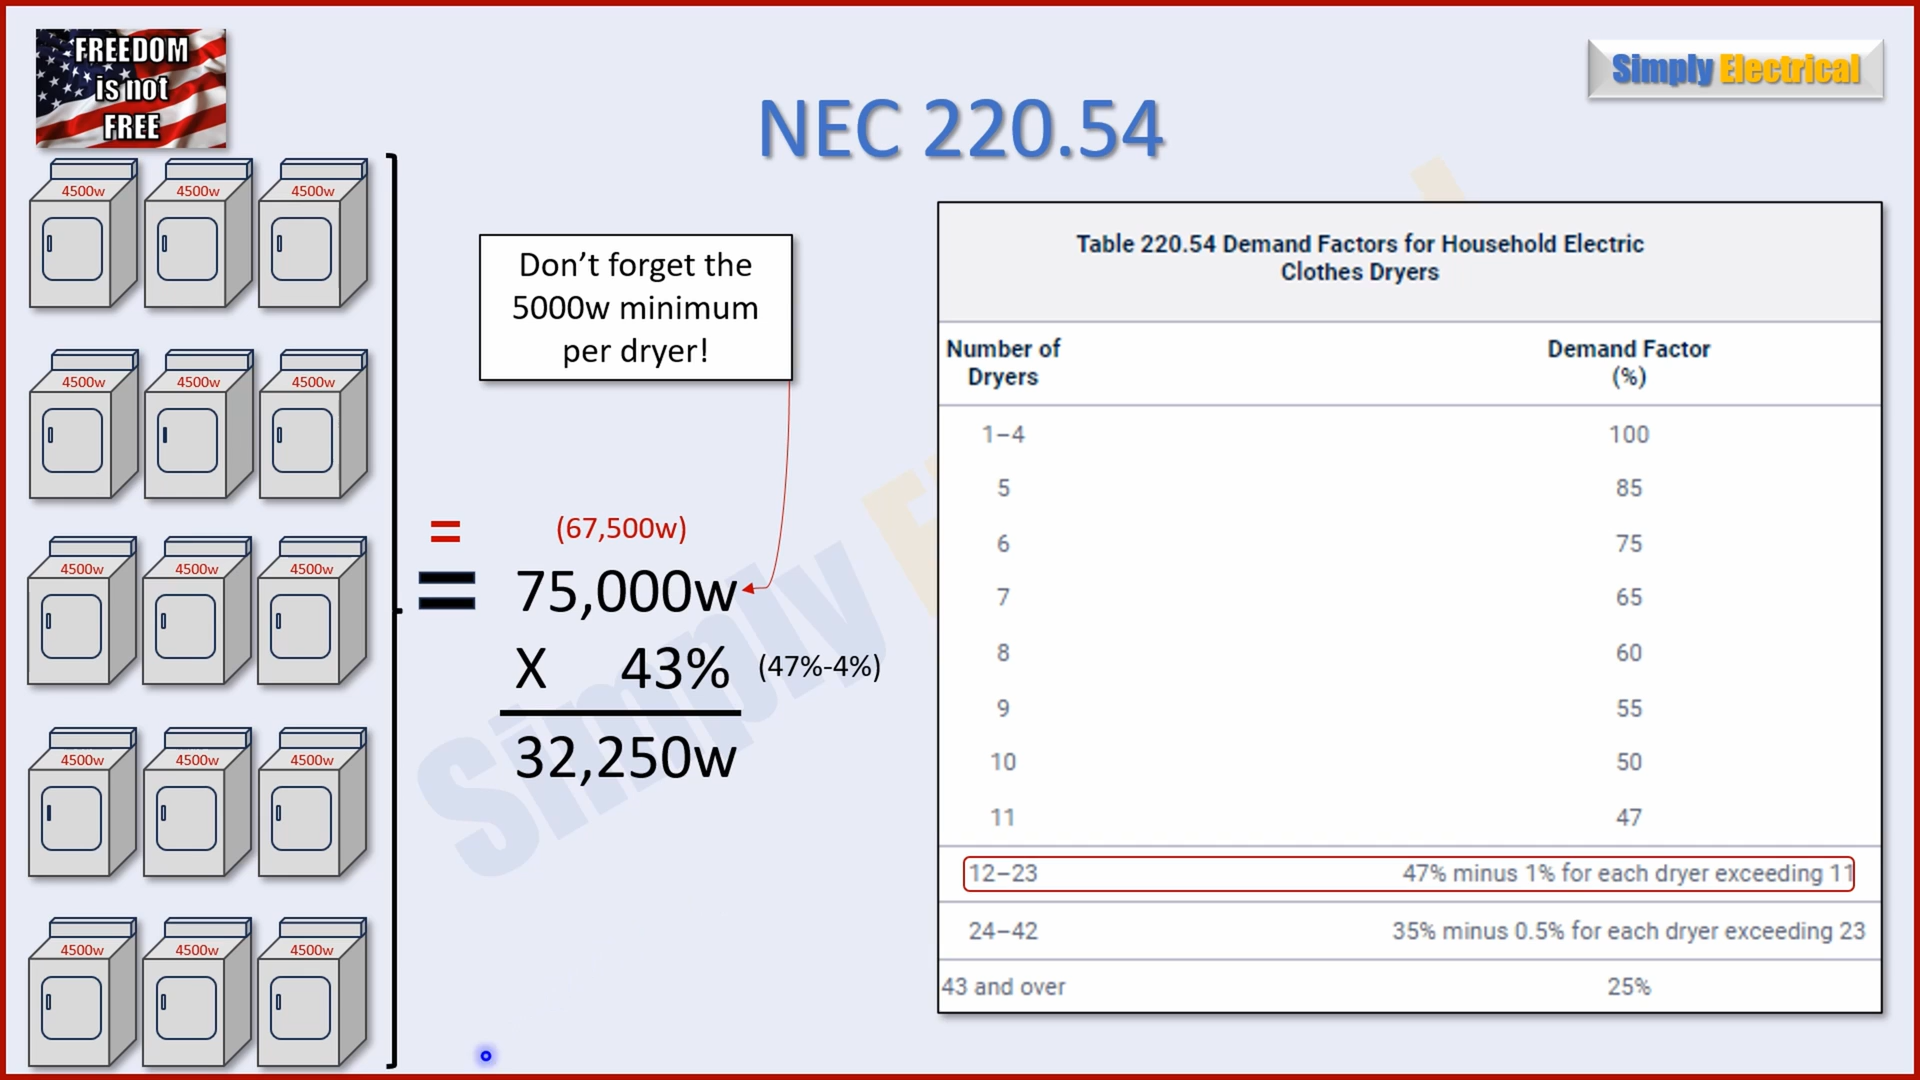 FREEDOM
is not
FREE
Simply Electrical
NEC 220.54
4500w 4500w 4500w
4500w 4500w 4500w
4500w 4500w 4500w
4500w 4500w 4500w
4500w 4500w 4500w
Don’t forget the
5000w minimum
per dryer!
= (67,500w)
= 75,000w
X 43% (47%-4%)
32,250w
Simply
Table 220.54 Demand Factors for Household Electric
Clothes Dryers
Number of
Dryers
Demand Factor
(%)
1–4 100
5 85
6 75
7 65
8 60
9 55
10 50
11 47
12–23 47% minus 1% for each dryer exceeding 11
24–42 35% minus 0.5% for each dryer exceeding 23
43 and over 25%